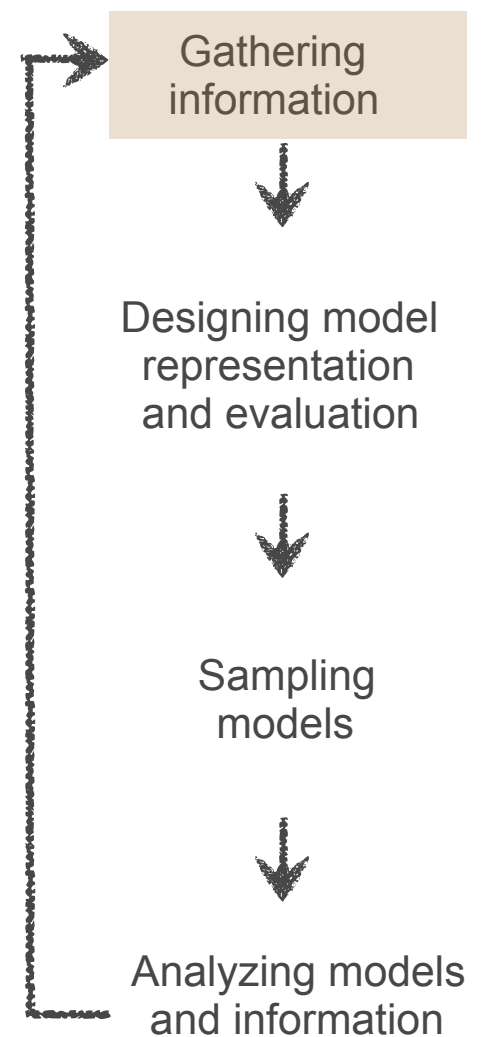 Gathering
information
Designing model
representation
and evaluation
Sampling
models
Analyzing models
and information